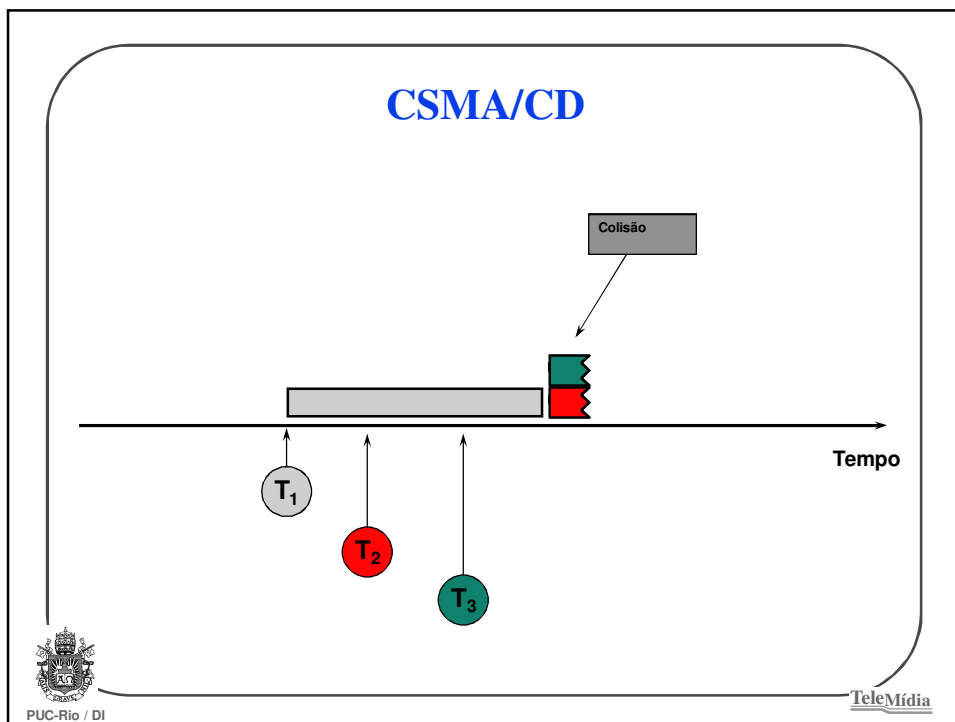 CSMA/CD
Colisão
Tempo
T1
T2
T3
PUC-Rio / DI
TeleMídia